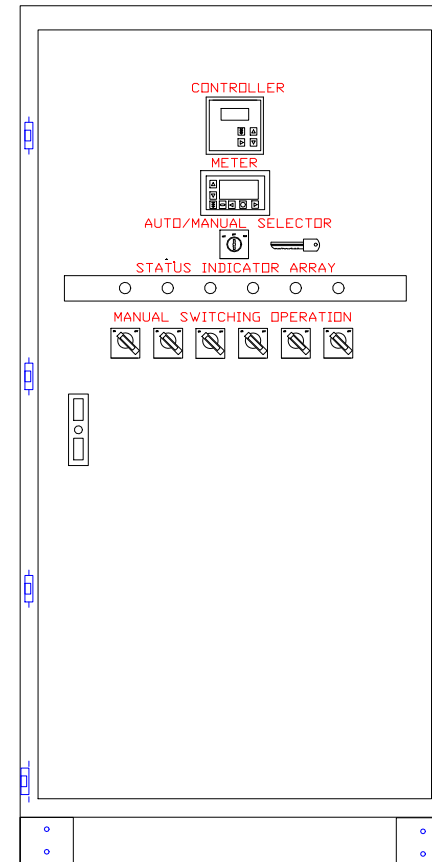 CONTROLLER
METER
AUTO/MANUAL SELECTOR
STATUS INDICATOR ARRAY
MANUAL SWITCHING OPERATION